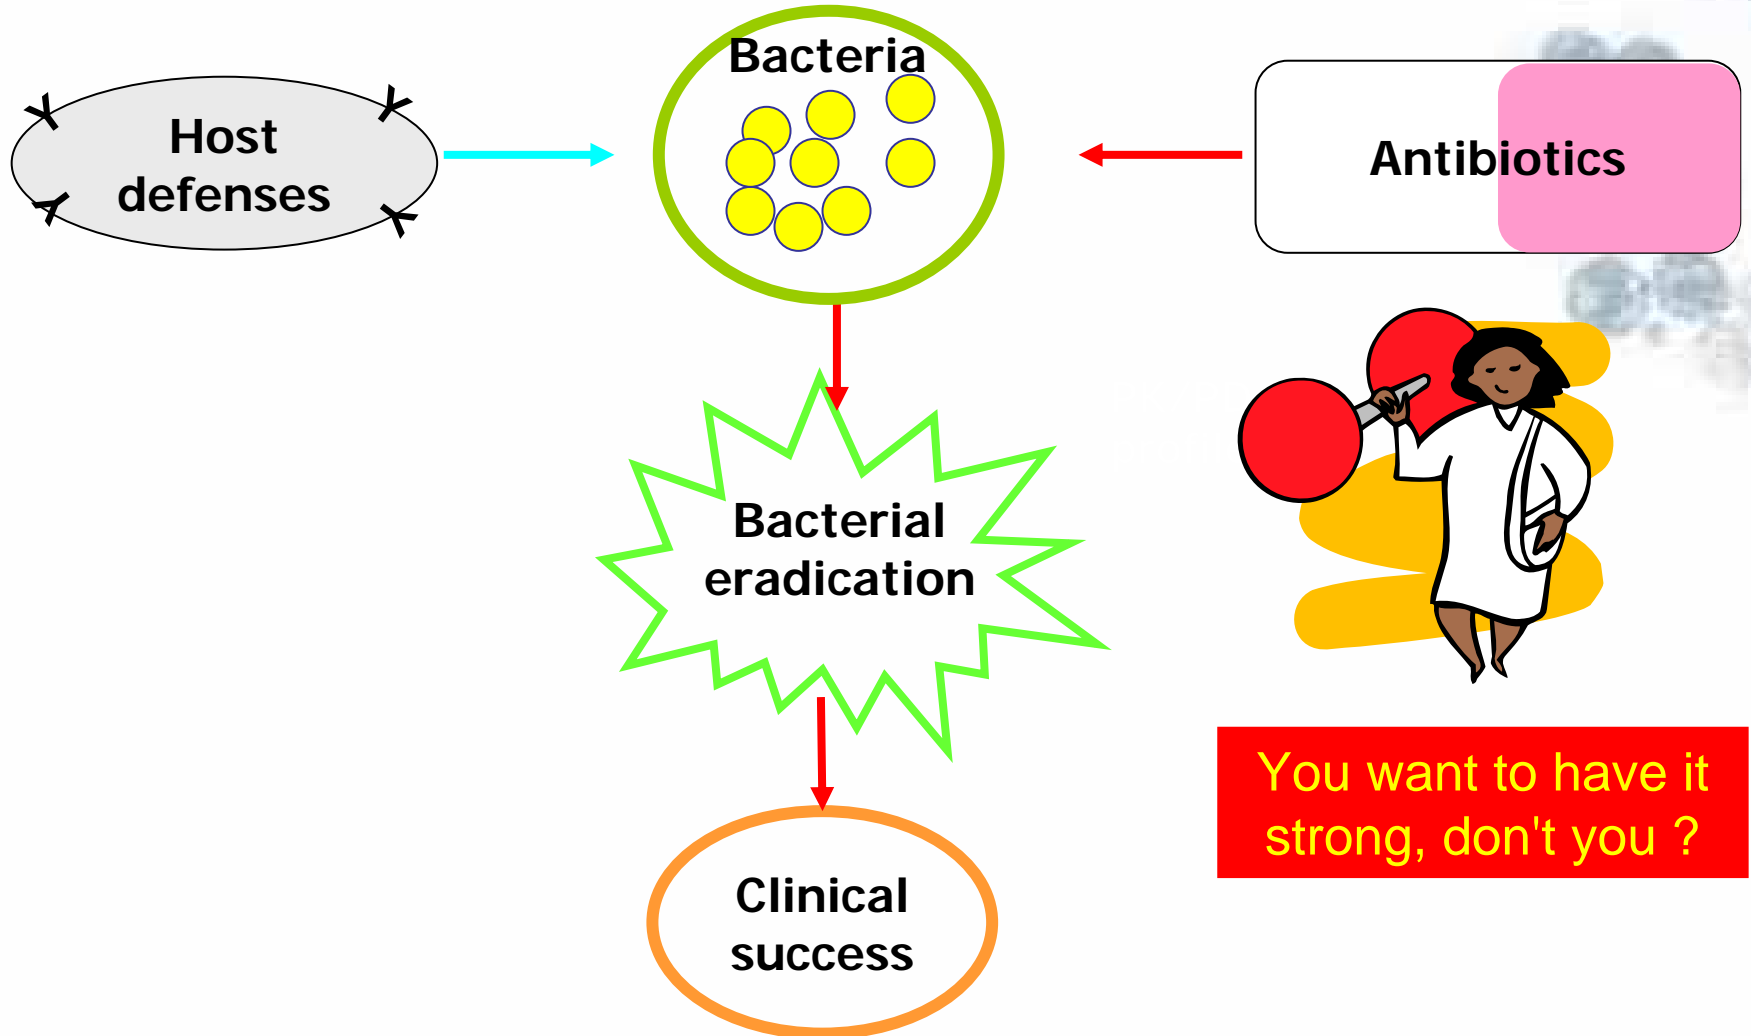 Bacteria
Host
defenses
Antibiotics
Bacterial
eradication
You want to have it
strong, don't you ?
Clinical
success